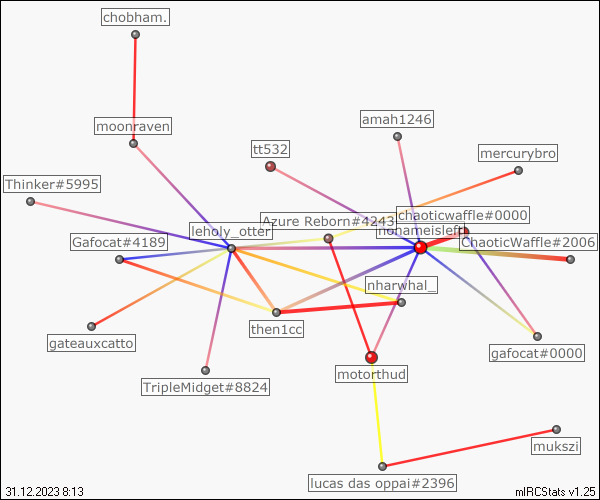 chobham.
moonraven
amah1246
tt532
mercurybro
Thinker#5995
chaoticwaffle#0000
Azure Reborn#4243
nonameisleft
leholy_otter
Gafocat#4189
ChaoticWaffle#2006
nharwhal_
then1cc
gateauxcatto
gafocat#0000
motorthud
TripleMidget#8824
mukszi
lucas das oppai#2396
31.12.2023 8:13
mIRCStats v1.25